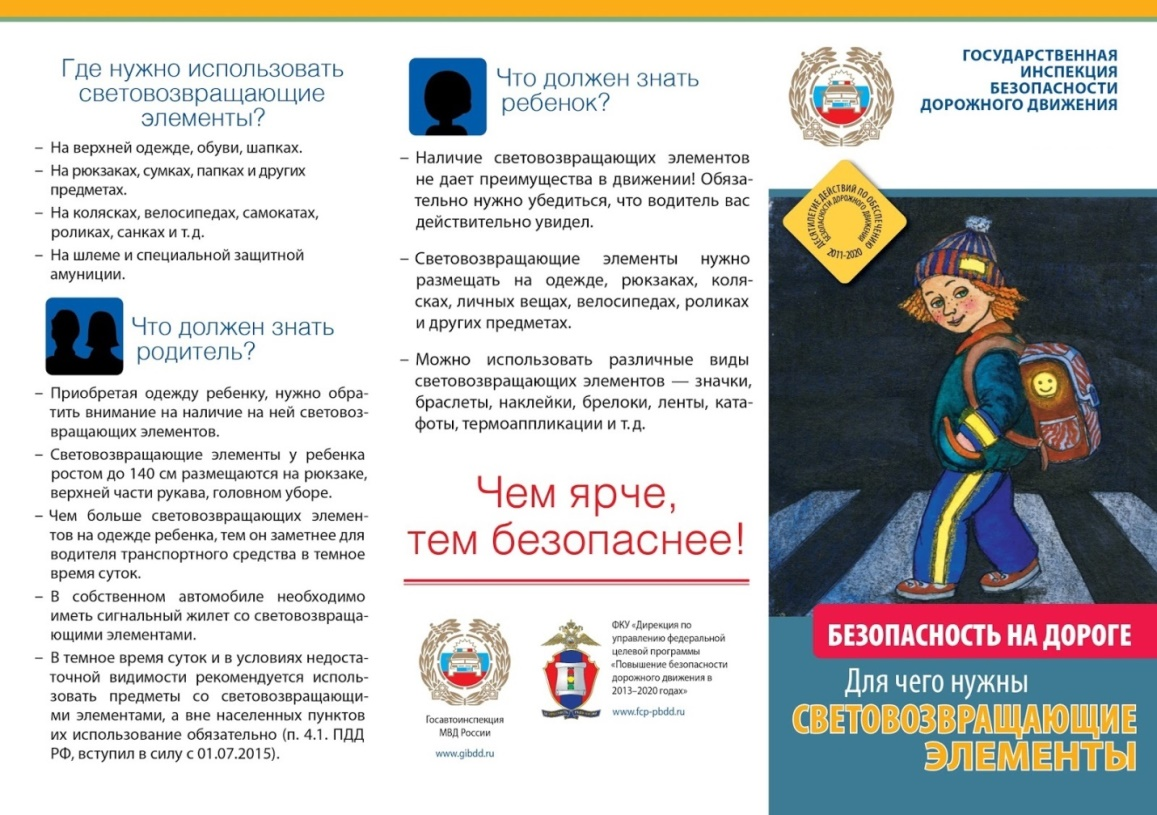 Где нужно использовать
световозвращающие
элементы?
– На верхней одежде, обуви, шапках.
– На рюкзаках, сумках, папках и других
предметах.
– На колясках, велосипедах, самокатах,
роликах, санках и т. д.
– На шлеме и специальной защитной
амуниции.
Что должен знать
родитель?
– Приобретая одежду ребенку, нужно обра-
тить внимание на наличие на ней световоз-
вращающих элементов.
– Световозвращающие элементы у ребенка
ростом до 140 см размещаются на рюкзаке,
верхней части рукава, головном уборе.
– Чем больше световозвращающих элемен-
тов на одежде ребенка, тем он заметнее для
водителя транспортного средства в темное
время суток.
– В собственном автомобиле необходимо
иметь сигнальный жилет со световозвраща-
ющими элементами.
– В темное время суток и в условиях недоста-
точной видимости рекомендуется исполь-
зовать предметы со световозвращающи-
ми элементами, а вне населенных пунктов
их использование обязательно (п. 4.1. ПДД
РФ, вступил в силу с 01.07.2015).
Что должен знать
ребенок?
– Наличие световозвращающих элементов
не дает преимущества в движении! Обяза-
тельно нужно убедиться, что водитель вас
действительно увидел.
– Световозвращающие элементы нужно
размещать на одежде, рюкзаках, коля-
сках, личных вещах, велосипедах, роликах
и других предметах.
– Можно использовать различные виды
световозвращающих элементов — значки,
браслеты, наклейки, брелоки, ленты, ката-
фоты, термоаппликации и т. д.
Чем ярче,
тем безопаснее!
Госавтоинспекция
МВД России
www.gibdd.ru
ФКУ «Дирекция по
управлению федеральной
целевой программы
«Повышение безопасности
дорожного движения в
2013–2020 годах»
www.fcp-pbdd.ru
ГОСУДАРСТВЕННАЯ
ИНСПЕКЦИЯ
БЕЗОПАСНОСТИ
ДОРОЖНОГО ДВИЖЕНИЯ
ДЕСЯТИЛЕТИЕ ДЕЙСТВИЙ ПО ОБЕСПЕЧЕНИЮ
БЕЗОПАСНОСТИ ДОРОЖНОГО ДВИЖЕНИЯ
2011-2020
БЕЗОПАСНОСТЬ НА ДОРОГЕ
Для чего нужны
СВЕТОВОЗВРАЩАЮЩИЕ
ЭЛЕМЕНТЫ